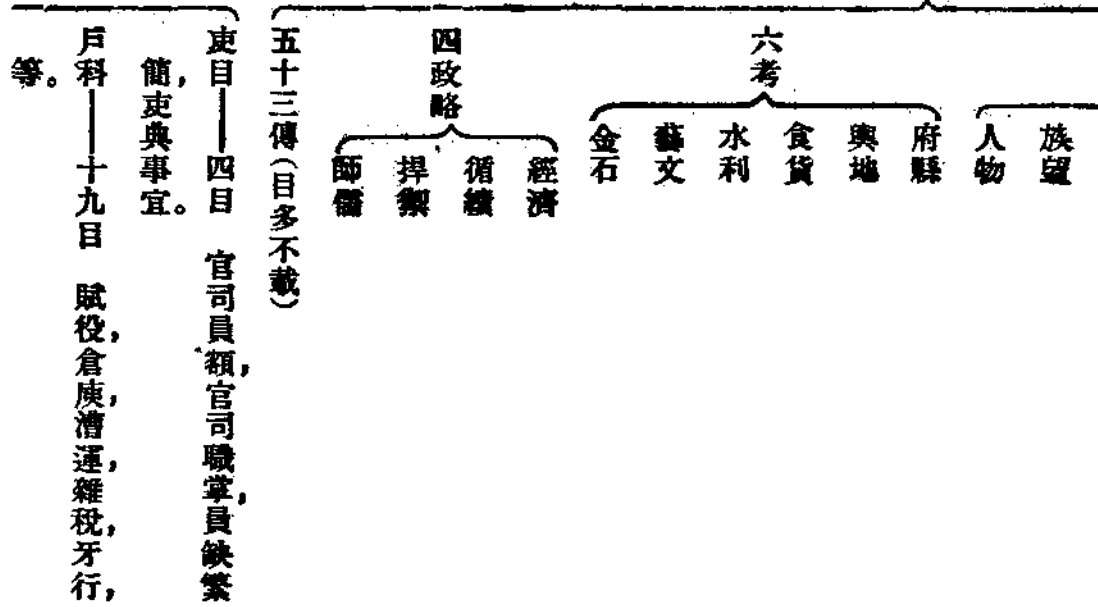 族望
人物
六考
府縣
輿地
食貨
水利
藝文
金石
四政略
經濟
循績
捍禦
師儒
五十三傳(目多不載)
吏目——四目 官司員額,官司職掌,員缺繁
簡,吏典事宜。
戶科——十九目 賦役,倉庾,漕運,雜稅,牙行,
等。